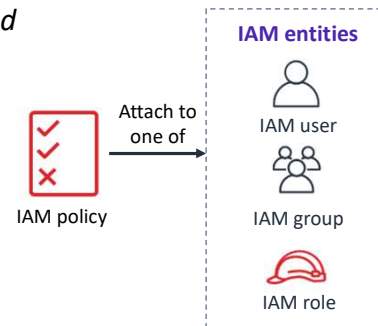 d
IAM entities
Attach to
one of
IAM user
IAM policy
IAM group
IAM role